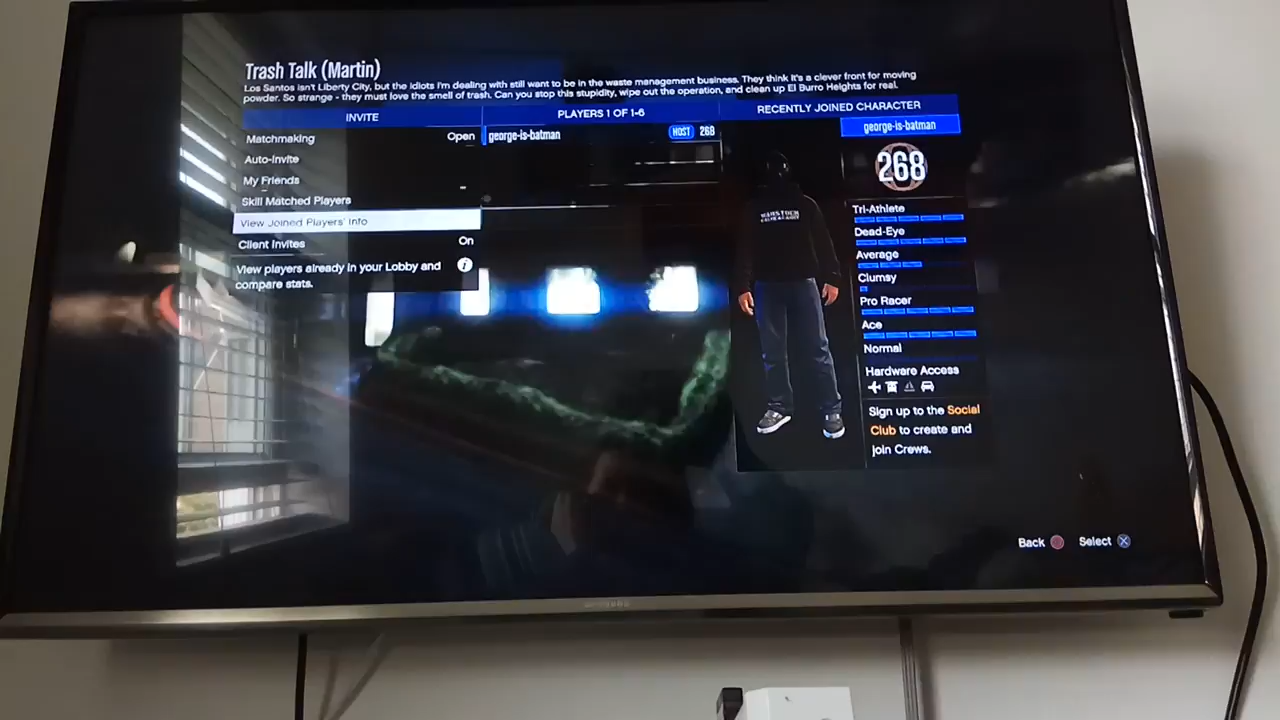 Trash Talk (Martin)
Los Santos isn't Liberty City, but the idiots I'm dealing with still want to be in the waste management business. They think it's a clever front for moving
powder. So strange - they must love the smell of trash. Can you stop this stupidity, wipe out the operation, and clean up El Burro Heights for real.
INVITE
PLAYERS 1 OF 1-6
RECENTLY JOINED CHARACTER
Matchmaking Open
Auto-Invite
My Friends
Skill Matched Players
View Joined Players' Info
Client Invites On
View players already in your Lobby and
compare stats.
george-is-batman HOST 268
george-is-batman
268
Tri-Athlete
Dead-Eye
Average
Clumsy
Pro Racer
Ace
Normal
Hardware Access
Sign up to the Social
Club to create and
join Crews.
Back Select